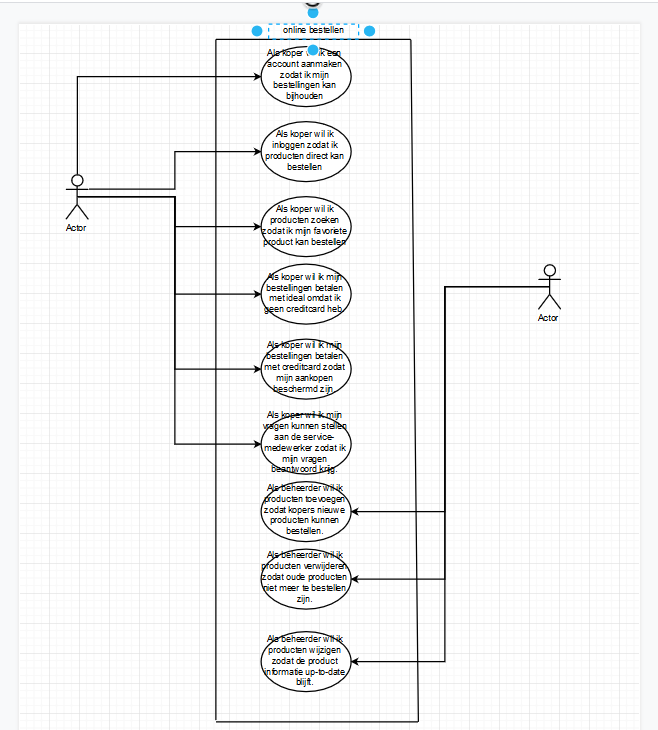 online bestellen
Als koper wil ik een
account aanmaken
zodat ik mijn
bestellingen kan
bijhouden
Als koper wil ik
inloggen zodat ik
producten direct kan
bestellen
Als koper wil ik
producten zoeken
zodat ik mijn favoriete
product kan bestellen
Actor
Als koper wil ik mijn
bestellingen betalen
met ideal omdat ik
geen creditcard heb.
Actor
Als koper wil ik mijn
bestellingen betalen
met creditcard zodat
mijn aankopen
beschermd zijn.
Als koper wil ik mijn
vragen kunnen stellen
aan de service-
medewerker zodat ik
mijn vragen
beantwoord krijg.
Als beheerder wil ik
producten toevoegen
zodat kopers nieuwe
producten kunnen
bestellen.
Als beheerder wil ik
producten verwijderen
zodat oude producten
niet meer te bestellen
zijn.
Als beheerder wil ik
producten wijzigen
zodat de product
informatie up-to-date
blijft.